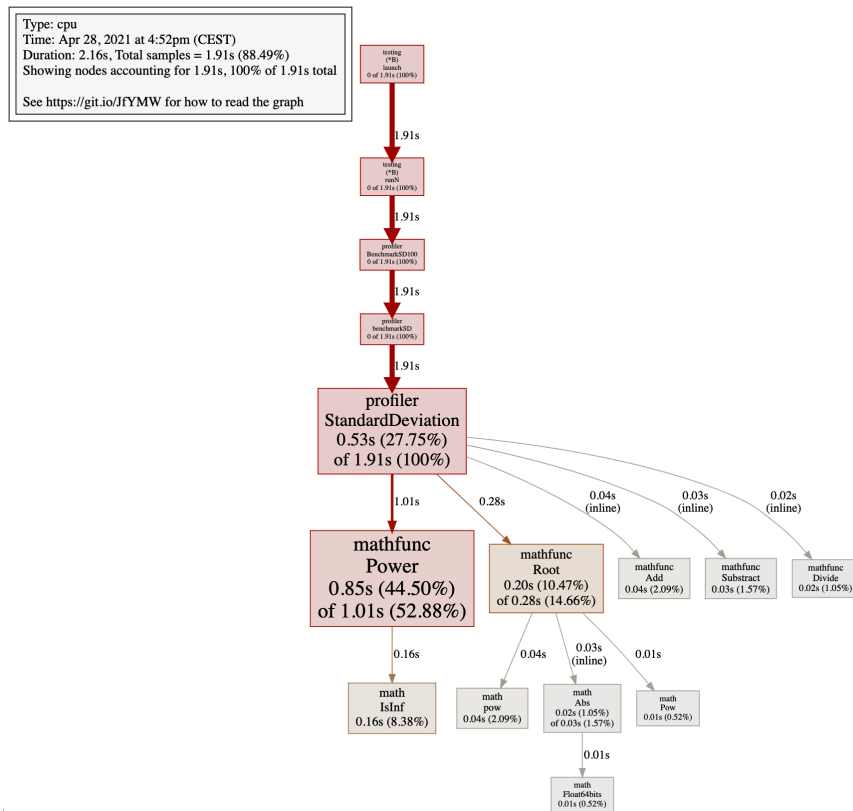 Type: cpu
Time: Apr 28, 2021 at 4:52pm (CEST)
Duration: 2.16s, Total samples = 1.91s (88.49%)
Showing nodes accounting for 1.91s, 100% of 1.91s total
See https://git.io/JfYMW for how to read the graph
testing
(*B)
launch
0 of 1.91s (100%)
1.91s
testing
(*B)
runN
0 of 1.91s (100%)
1.91s
profiler
BenchmarkSD100
0 of 1.91s (100%)
1.91s
profiler
benchmarkSD
0 of 1.91s (100%)
1.91s
profiler
StandardDeviation
0.53s (27.75%)
of 1.91s (100%)
1.01s
0.28s
0.04s
(inline)
0.03s
(inline)
0.02s
(inline)
mathfunc
Power
0.85s (44.50%)
of 1.01s (52.88%)
mathfunc
Root
0.20s (10.47%)
of 0.28s (14.66%)
mathfunc
Add
0.04s (2.09%)
mathfunc
Substract
0.03s (1.57%)
mathfunc
Divide
0.02s (1.05%)
0.16s
0.04s
0.03s
(inline)
0.01s
math
IsInf
0.16s (8.38%)
math
pow
0.04s (2.09%)
math
Abs
0.02s (1.05%)
of 0.03s (1.57%)
math
Pow
0.01s (0.52%)
0.01s
math
Float64bits
0.01s (0.52%)